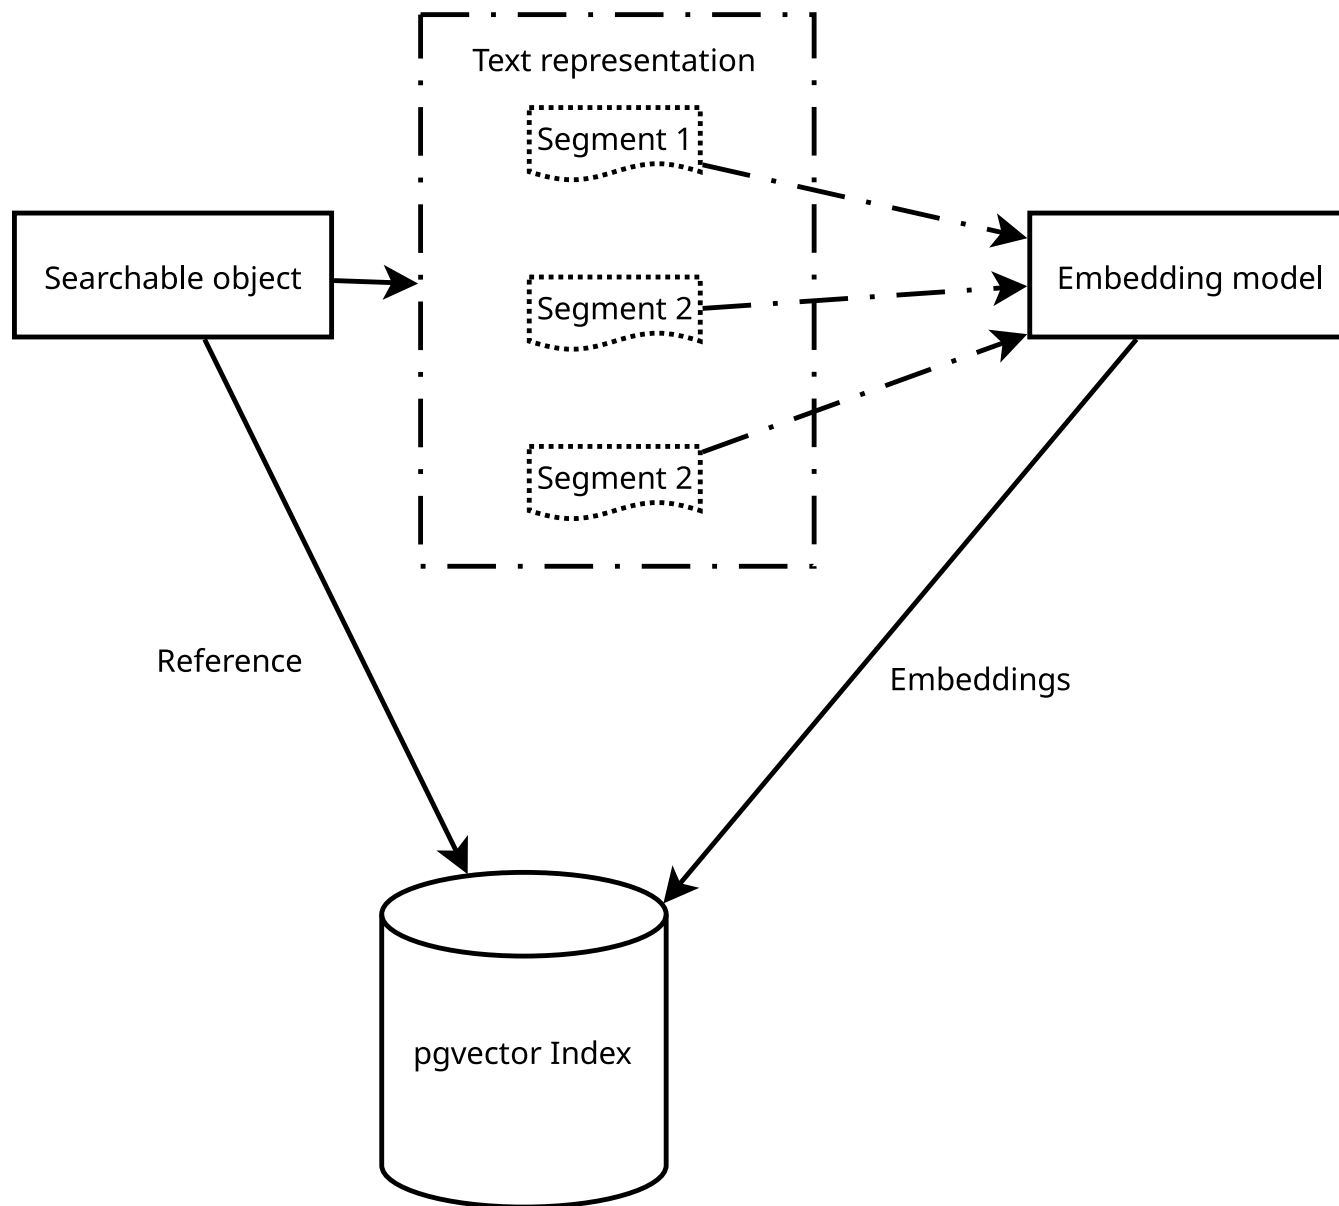 Text representation
Segment 1
Searchable object
Segment 2
Embedding model
Segment 2
Reference
Embeddings
pgvector Index